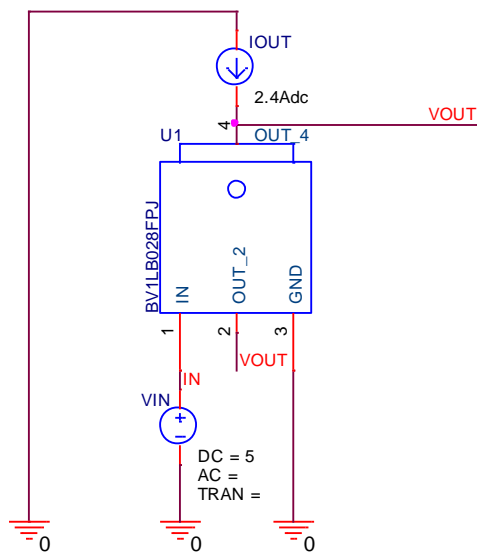 IOUT
2.4Adc
VOUT
4
U1
OUT_4
BV1LB028FPJ
IN
OUT_2
GND
1
2
3
VOUT
IN
VIN
DC = 5
AC =
TRAN =
0
0
0